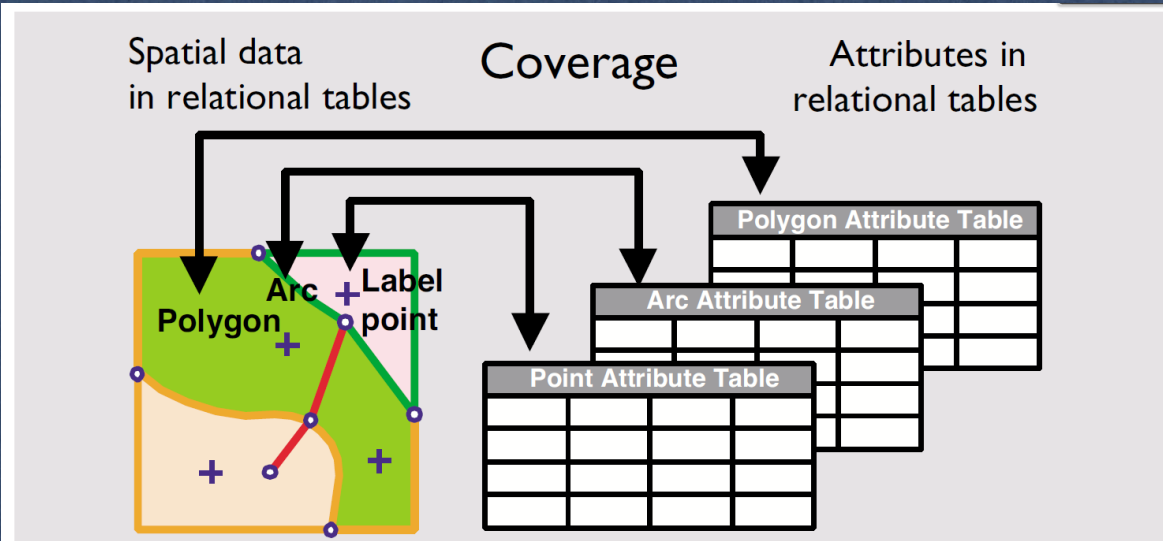 Spatial data
in relational tables
Coverage
Attributes in
relational tables
Polygon Attribute Table
Arc Attribute Table
Point Attribute Table
Arc
Label
point
Polygon